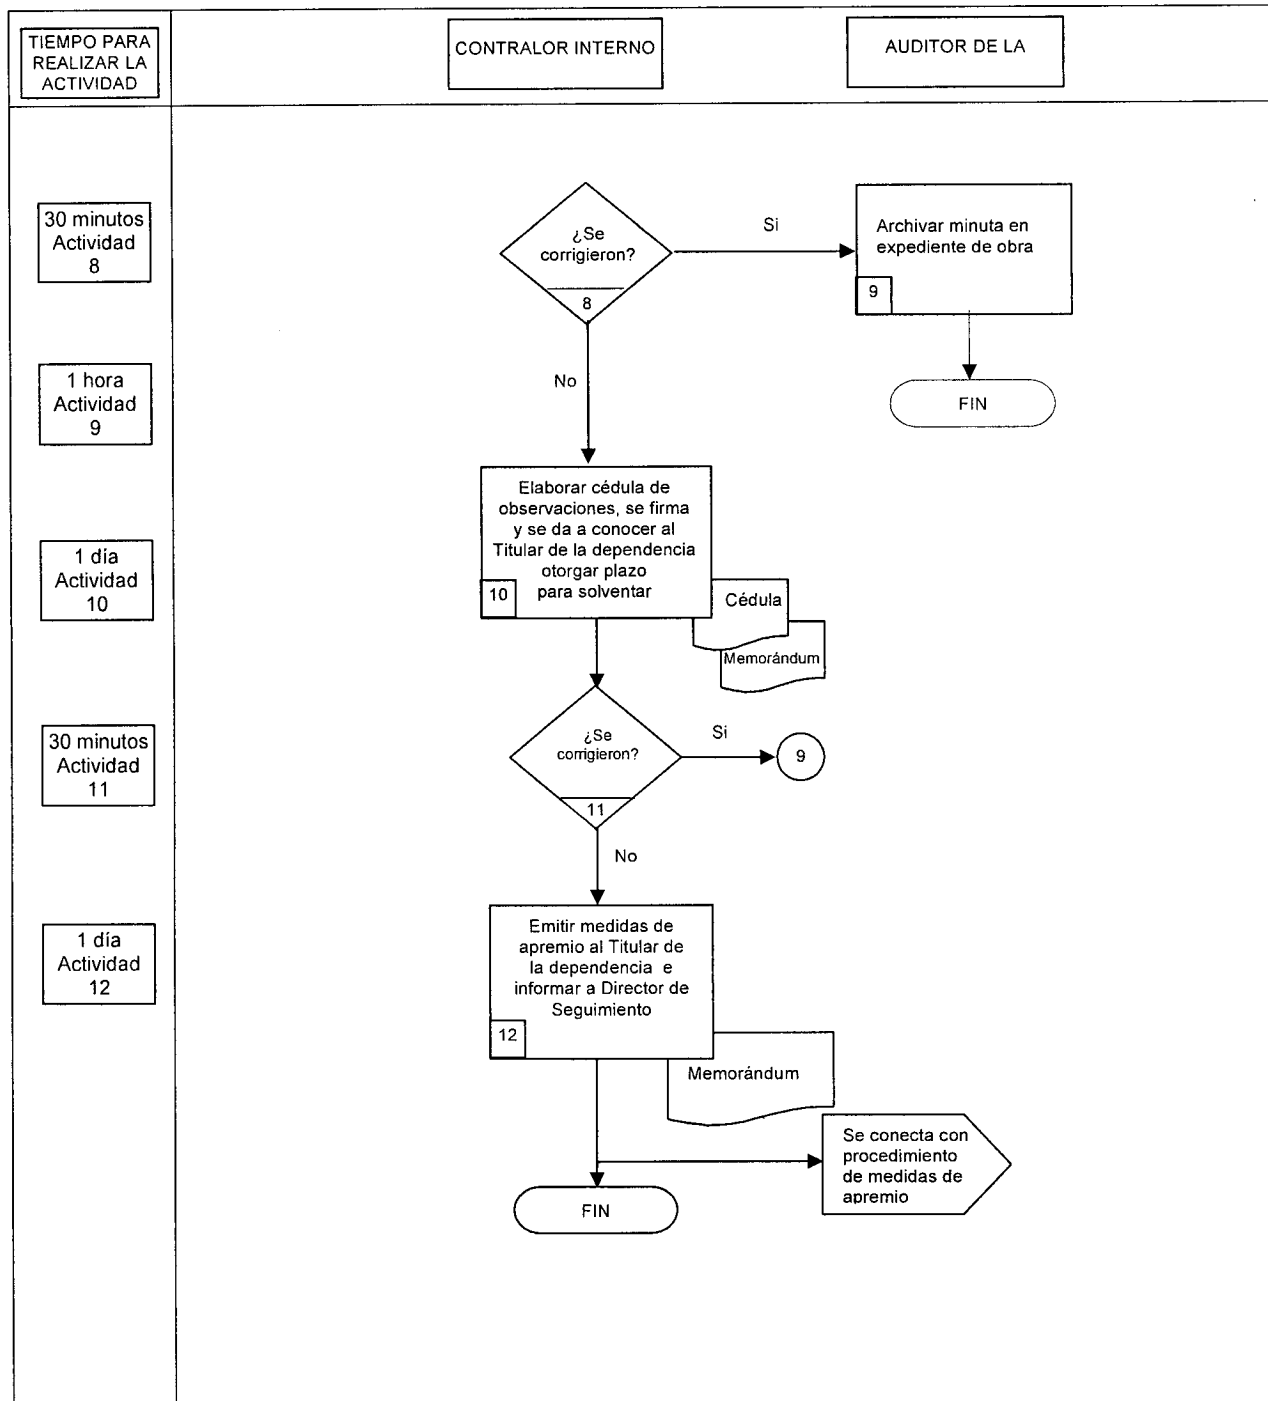 TIEMPO PARA
REALIZAR LA
ACTIVIDAD
CONTRALOR INTERNO
AUDITOR DE LA
30 minutos
Actividad
8
¿Se
corrigieron?
8
Si
Archivar minuta en
expediente de obra
9
1 hora
Actividad
9
No
FIN
1 día
Actividad
10
Elaborar cédula de
observaciones, se firma
y se da a conocer al
Titular de la dependencia
otorgar plazo
para solventar
10
Cédula
Memorándum
30 minutos
Actividad
11
¿Se
corrigieron?
11
Si
9
No
1 día
Actividad
12
Emitir medidas de
apremio al Titular de
la dependencia e
informar a Director de
Seguimiento
12
Memorándum
Se conecta con
procedimiento
de medidas de
apremio
FIN